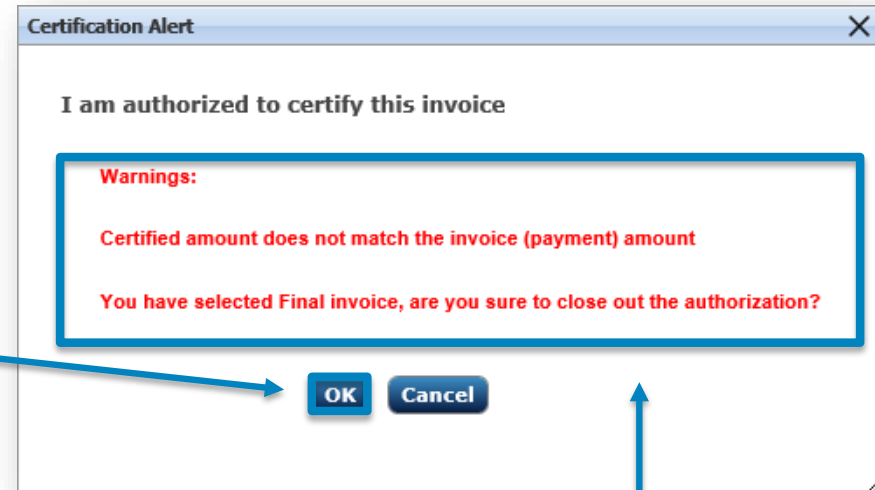 Certification Alert
I am authorized to certify this invoice
Warnings:
Certified amount does not match the invoice (payment) amount
You have selected Final invoice, are you sure to close out the authorization?
OK Cancel